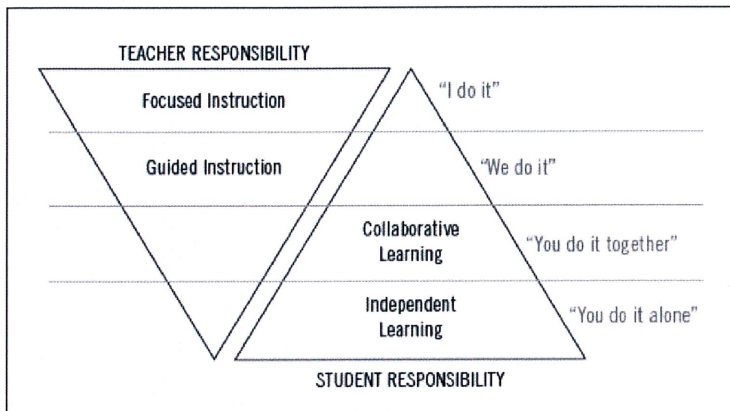 TEACHER RESPONSIBILITY
Focused Instruction
"I do it"
Guided Instruction
"We do it"
Collaborative
Learning
"You do it together"
Independent
Learning
"You do it alone"
STUDENT RESPONSIBILITY